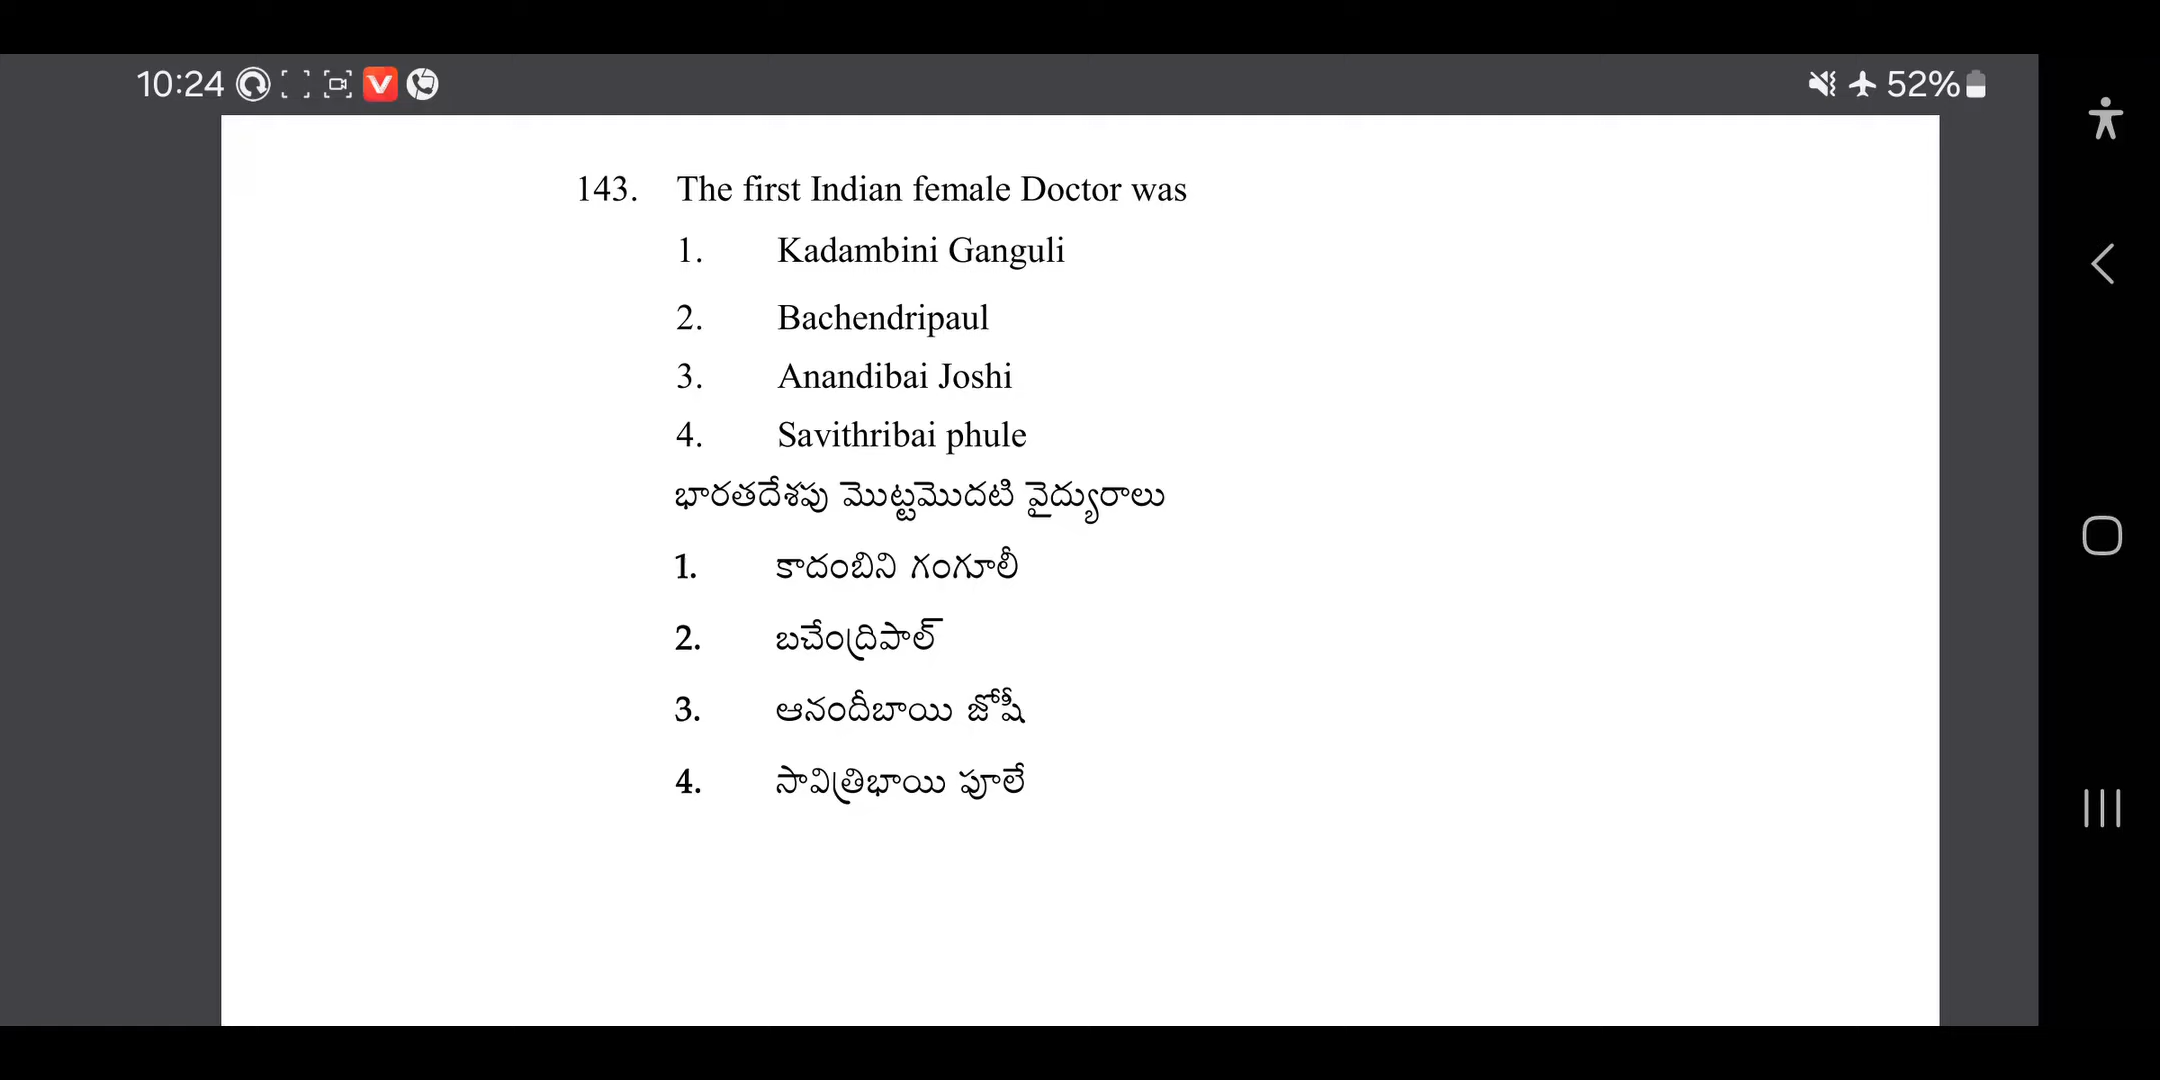 10:24
52%
143. The first Indian female Doctor was
1. Kadambini Ganguli
2. Bachendripaul
3. Anandibai Joshi
4. Savithribai phule
భారతదేశపు మొట్టమొదటి వైద్యురాలు
1. కాదంబిని గంగూలీ
2. బచేంద్రిపాల్
3. ఆనందీబాయి జోషీ
4. సావిత్రిభాయి పూలే